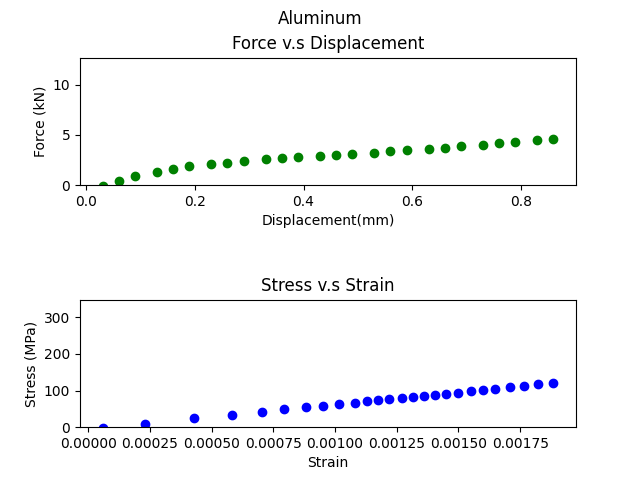 Aluminum
Force v.s Displacement
10
5
0
Force (kN)
0.0 0.2 0.4 0.6 0.8
Displacement(mm)
Stress v.s Strain
300
200
100
0
Stress (MPa)
0.00000 0.00025 0.00050 0.00075 0.00100 0.00125 0.00150 0.00175
Strain